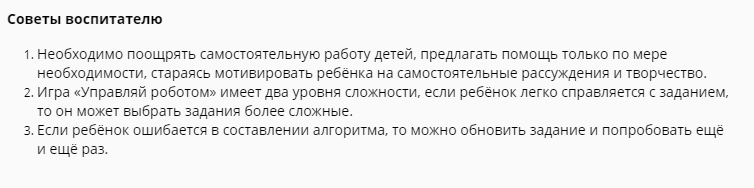 Советы воспитателю
1. Необходимо поощрять самостоятельную работу детей, предлагать помощь только по мере
необходимости, стараясь мотивировать ребёнка на самостоятельные рассуждения и творчество.
2. Игра «Управляй роботом» имеет два уровня сложности, если ребёнок легко справляется с заданием,
то он может выбрать задания более сложные.
3. Если ребёнок ошибается в составлении алгоритма, то можно обновить задание и попробовать ещё
и ещё раз.